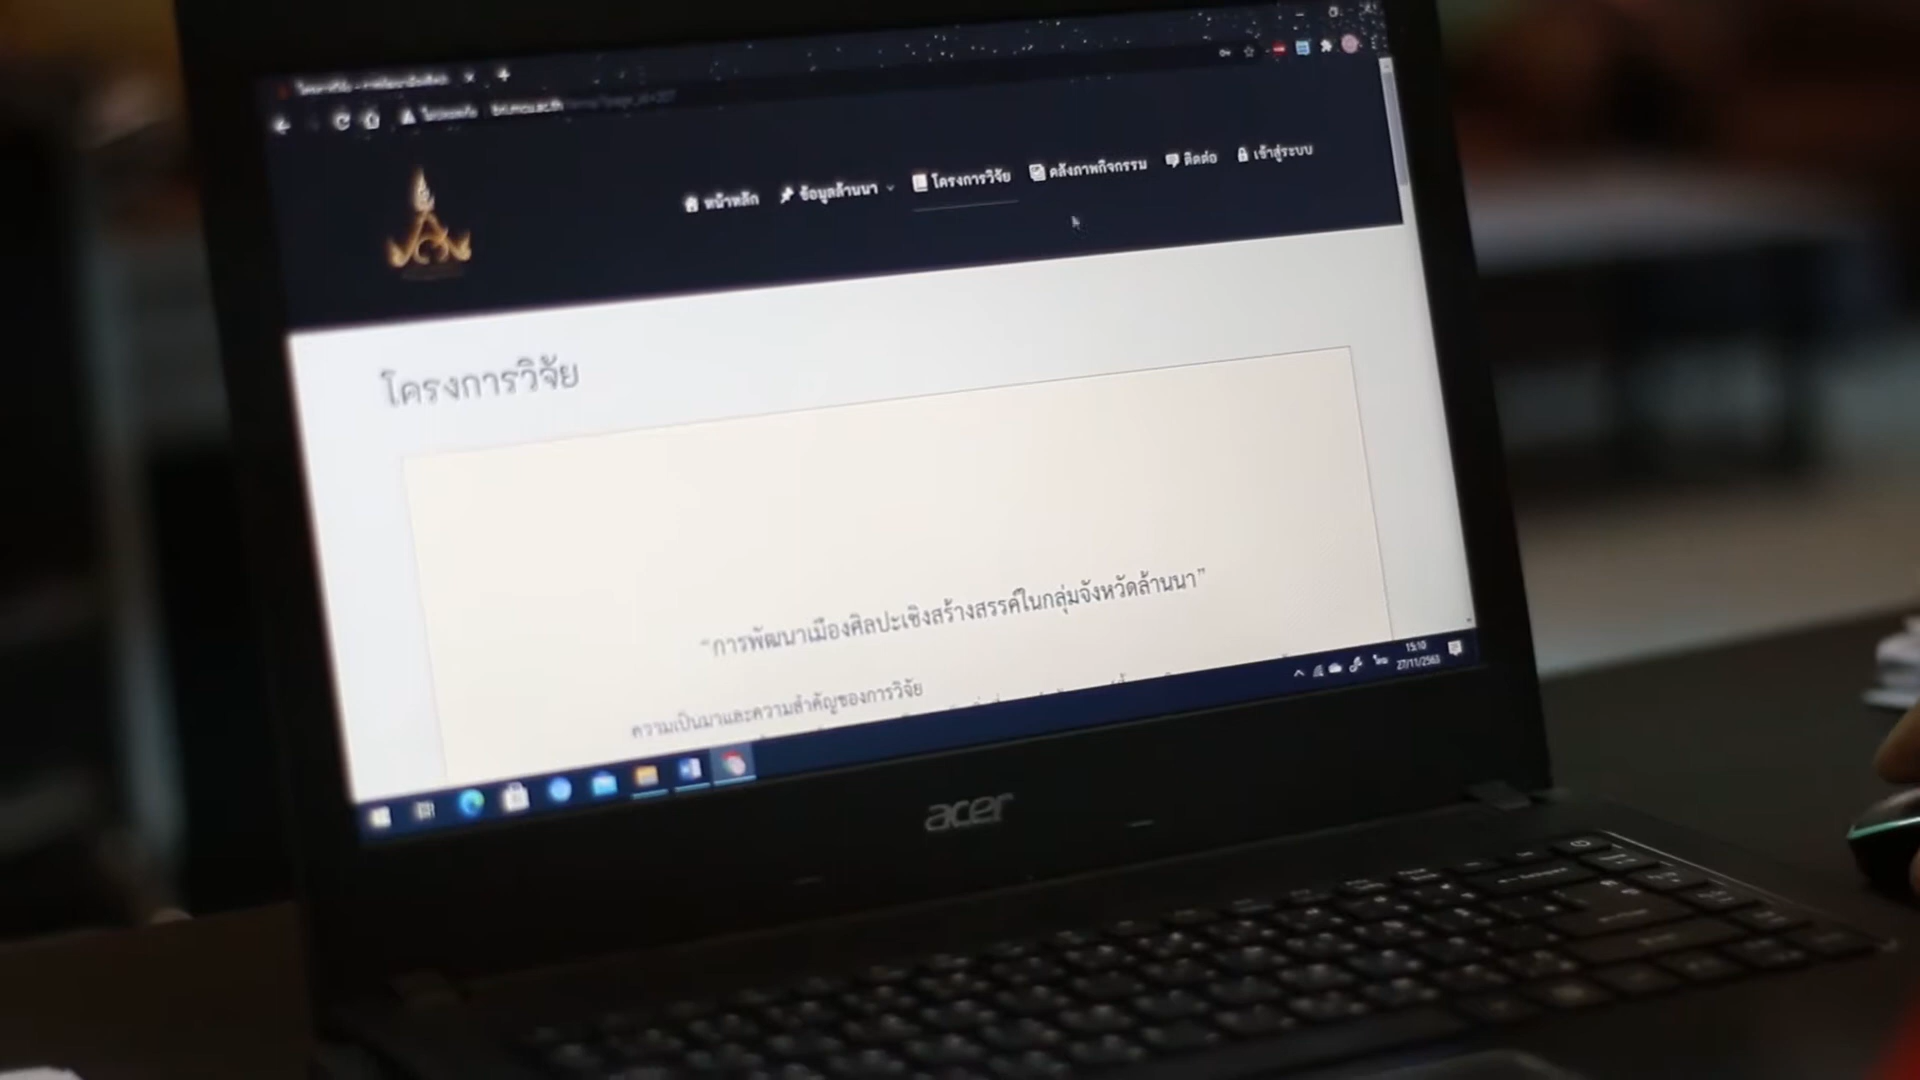 หน้าหลัก ข้อมูลล้านนา โครงการวิจัย คลังภาพกิจกรรม ติดต่อ เข้าสู่ระบบ
โครงการวิจัย
“การพัฒนาเมืองศิลปะเชิงสร้างสรรค์ในกลุ่มจังหวัดล้านนา”
ความเป็นมาและความสำคัญของการวิจัย
15:10
27/11/2563
acer